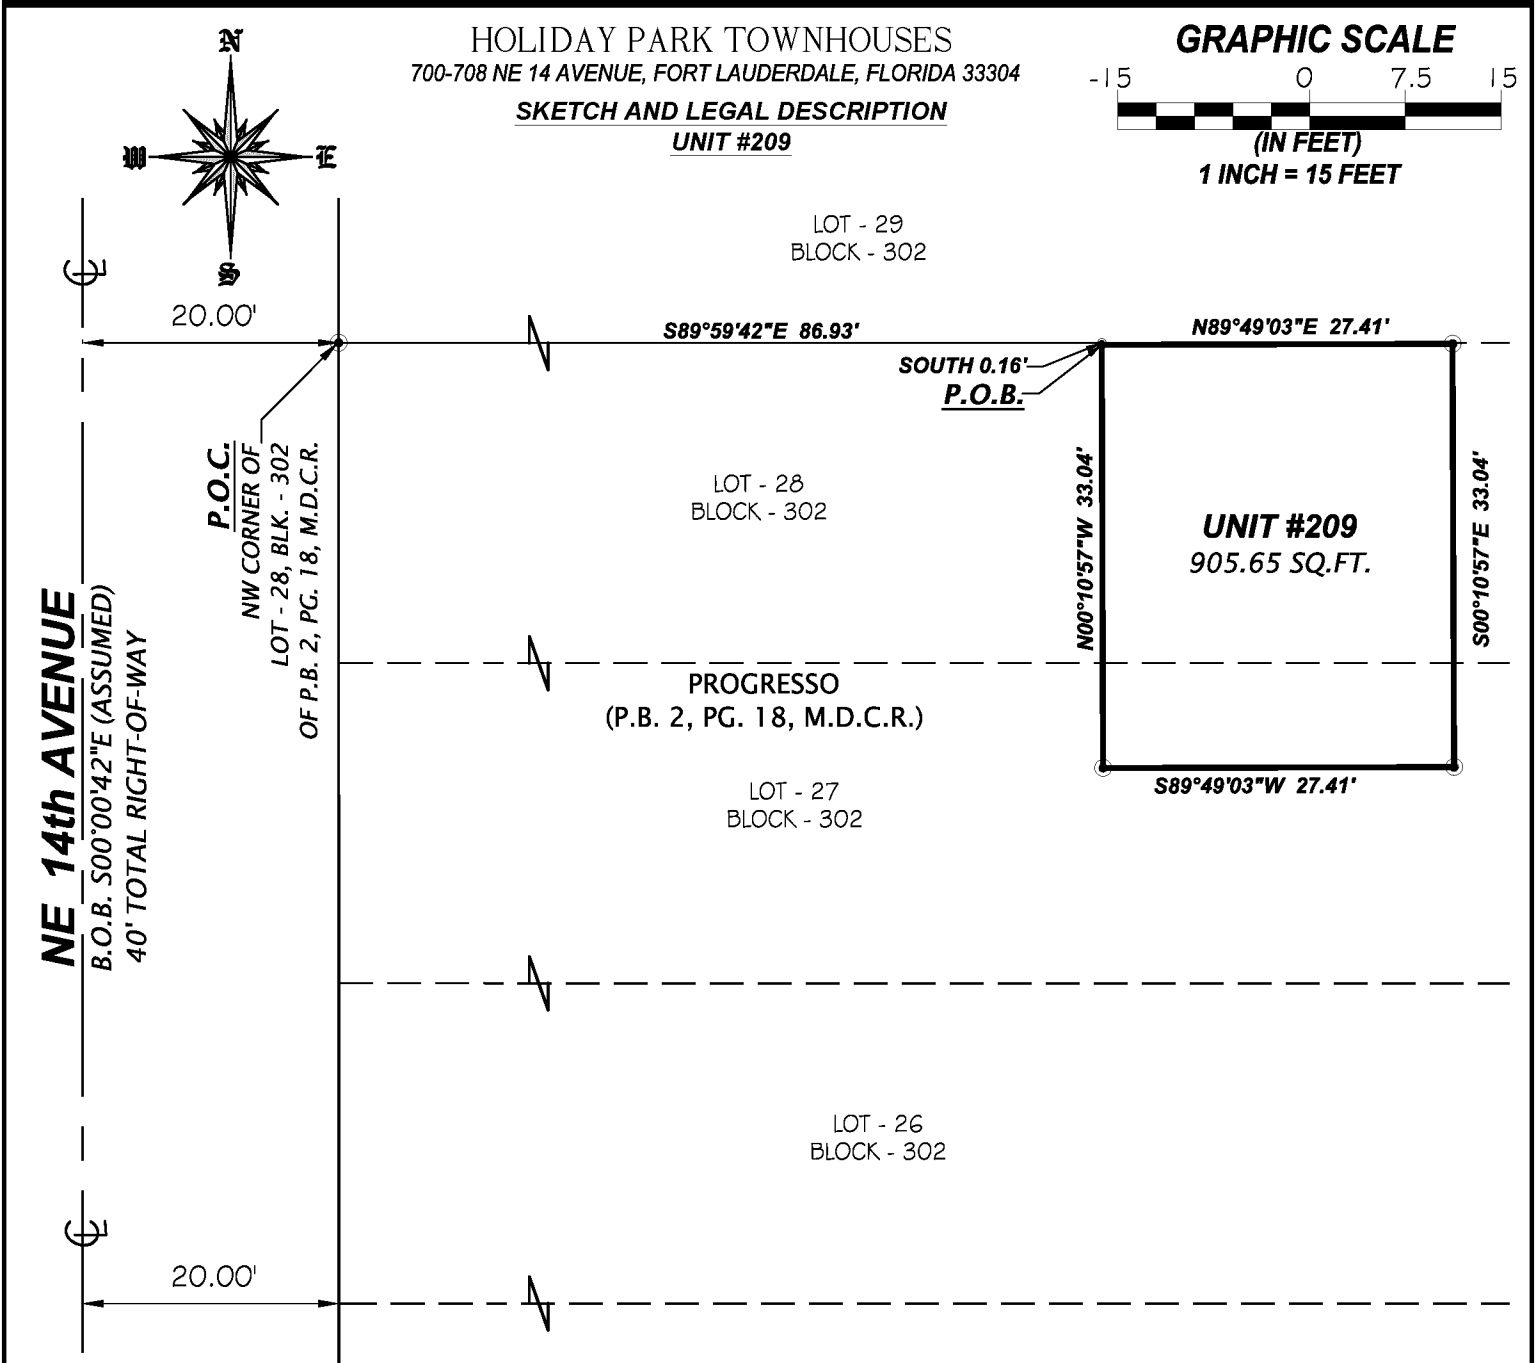 HOLIDAY PARK TOWNHOUSES
700-708 NE 14 AVENUE, FORT LAUDERDALE, FLORIDA 33304
SKETCH AND LEGAL DESCRIPTION
UNIT #209
GRAPHIC SCALE
-15 0 7.5 15
(IN FEET)
1 INCH = 15 FEET
N
W E
S
LOT - 29
BLOCK - 302
20.00'
S89°59'42"E 86.93'
N89°49'03"E 27.41'
SOUTH 0.16'
P.O.B.
P.O.C.
NW CORNER OF
LOT - 28, BLK. - 302
OF P.B. 2, PG. 18, M.D.C.R.
LOT - 28
BLOCK - 302
N00°10'57"W 33.04'
UNIT #209
905.65 SQ.FT.
S00°10'57"E 33.04'
NE 14th AVENUE
B.O.B. S00°00'42"E (ASSUMED)
40' TOTAL RIGHT-OF-WAY
PROGRESSO
(P.B. 2, PG. 18, M.D.C.R.)
S89°49'03"W 27.41'
LOT - 27
BLOCK - 302
LOT - 26
BLOCK - 302
20.00'